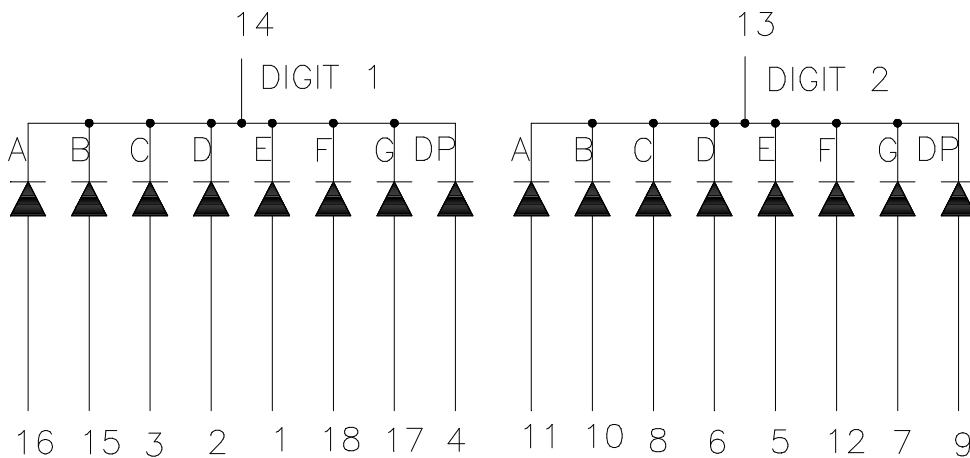 14 13
DIGIT 1 DIGIT 2
A B C D E F G DP A B C D E F G DP
16 15 3 2 1 18 17 4 11 10 8 6 5 12 7 9